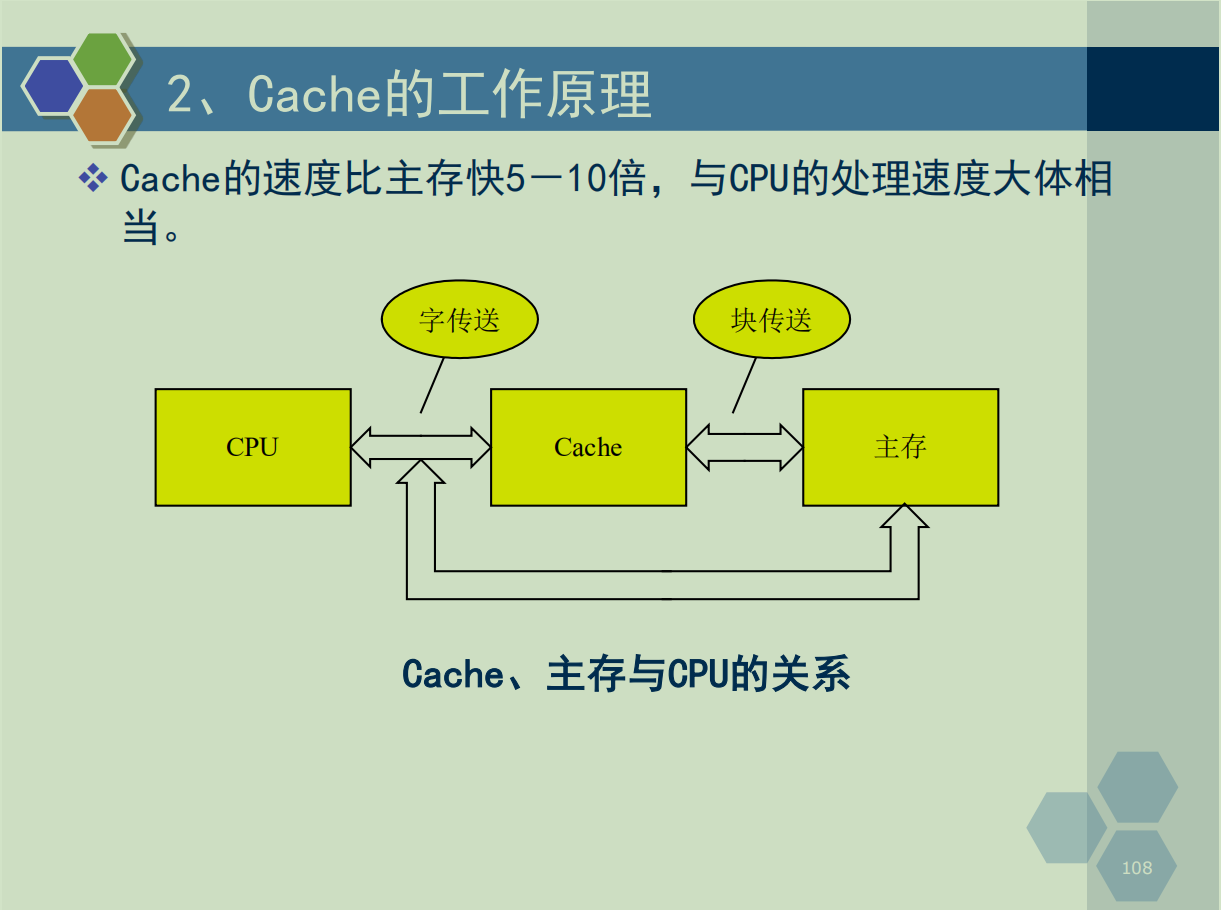 2、Cache的工作原理
Cache的速度比主存快5－10倍，与CPU的处理速度大体相
当。
字传送
块传送
CPU
Cache
主存
Cache、主存与CPU的关系
108